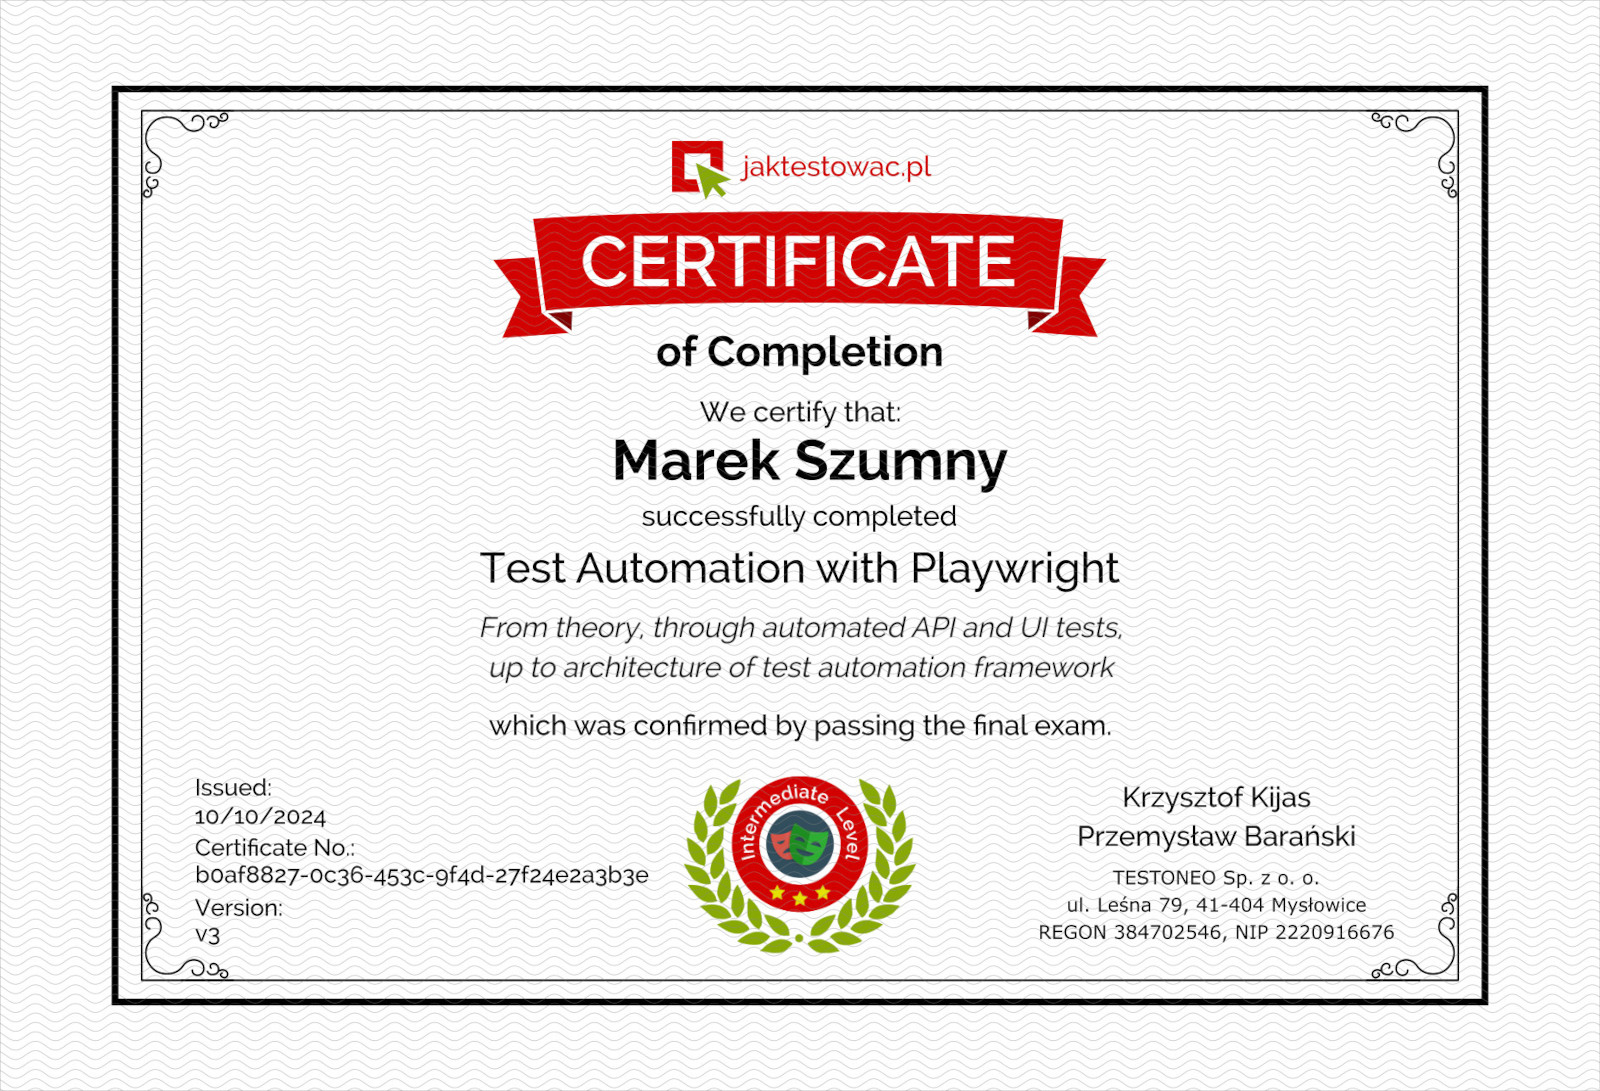 jaktestowac.pl
CERTIFICATE
of Completion
We certify that:
Marek Szumny
successfully completed
Test Automation with Playwright
From theory, through automated API and UI tests,
up to architecture of test automation framework
which was confirmed by passing the final exam.
Issued:
10/10/2024
Certificate No.:
b0af8827-0c36-453c-9f4d-27f24e2a3b3e
Version:
v3
Intermediate Level
Krzysztof Kijas
Przemysław Barański
TESTONEO Sp. z o. o.
ul. Leśna 79, 41-404 Mysłowice
REGON 384702546, NIP 2220916676